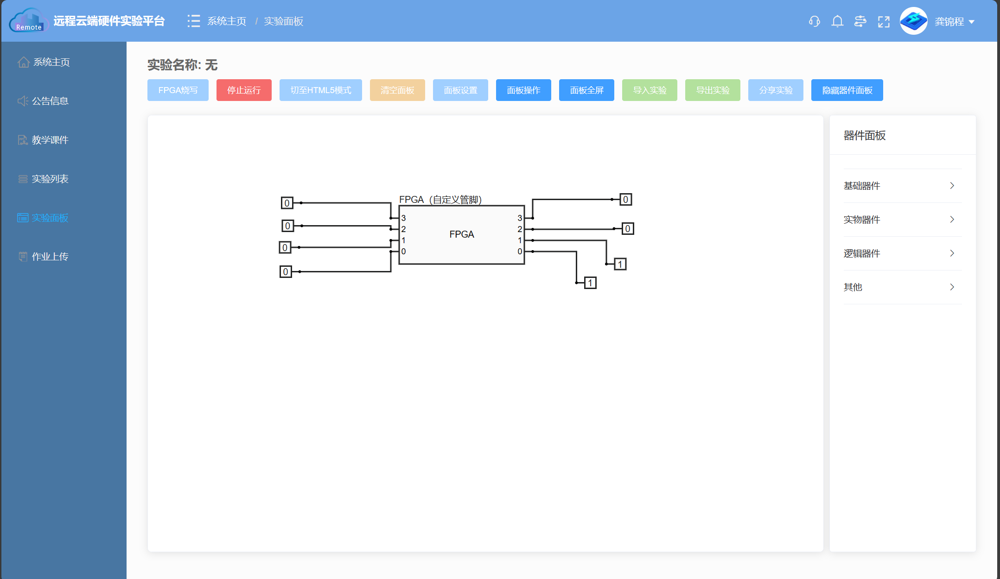 Remote
远程云端硬件实验平台
系统主页 / 实验面板
龚锦程
系统主页
公告信息
教学课件
实验列表
实验面板
作业上传
实验名称: 无
FPGA烧写
停止运行
切至HTML5模式
清空面板
面板设置
面板操作
面板全屏
导入实验
导出实验
分享实验
隐藏器件面板
FPGA（自定义管脚）
FPGA
0
0
0
0
3
2
1
0
3
2
1
0
0
0
1
1
器件面板
基础器件
实物器件
逻辑器件
其他